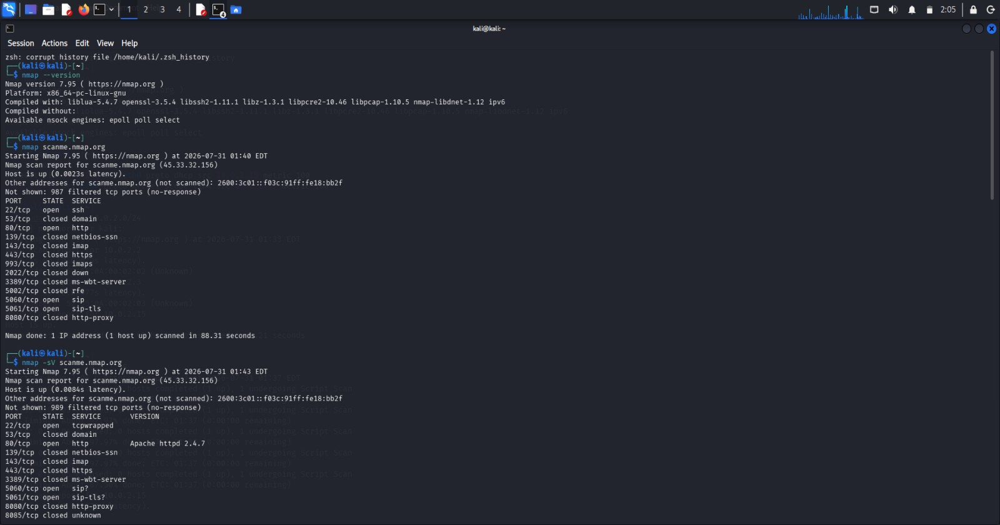 1 2 3 4 4 2:05
kali@kali: ~
Session Actions Edit View Help
zsh: corrupt history file /home/kali/.zsh_history
┌──(kali㉿kali)-[~]
└─$ nmap --version
Nmap version 7.95 ( https://nmap.org )
Platform: x86_64-pc-linux-gnu
Compiled with: liblua-5.4.7 openssl-3.5.4 libssh2-1.11.1 libz-1.3.1 libpcre2-10.46 libpcap-1.10.5 nmap-libdnet-1.12 ipv6
Compiled without:
Available nsock engines: epoll poll select
┌──(kali㉿kali)-[~]
└─$ nmap scanme.nmap.org
Starting Nmap 7.95 ( https://nmap.org ) at 2026-07-31 01:40 EDT
Nmap scan report for scanme.nmap.org (45.33.32.156)
Host is up (0.0023s latency).
Other addresses for scanme.nmap.org (not scanned): 2600:3c01::f03c:91ff:fe18:bb2f
Not shown: 987 filtered tcp ports (no-response)
PORT     STATE  SERVICE
22/tcp   open   ssh
53/tcp   closed domain
80/tcp   open   http
139/tcp  closed netbios-ssn
143/tcp  closed imap
443/tcp  closed https
993/tcp  closed imaps
2022/tcp closed down
3389/tcp closed ms-wbt-server
5002/tcp closed rfe
5060/tcp open   sip
5061/tcp open   sip-tls
8080/tcp closed http-proxy
Nmap done: 1 IP address (1 host up) scanned in 88.31 seconds
┌──(kali㉿kali)-[~]
└─$ nmap -sV scanme.nmap.org
Starting Nmap 7.95 ( https://nmap.org ) at 2026-07-31 01:43 EDT
Nmap scan report for scanme.nmap.org (45.33.32.156)
Host is up (0.0084s latency).
Other addresses for scanme.nmap.org (not scanned): 2600:3c01::f03c:91ff:fe18:bb2f
Not shown: 989 filtered tcp ports (no-response)
PORT     STATE  SERVICE       VERSION
22/tcp   open   tcpwrapped
53/tcp   closed domain
80/tcp   open   http          Apache httpd 2.4.7
139/tcp  closed netbios-ssn
143/tcp  closed imap
443/tcp  closed https
3389/tcp closed ms-wbt-server
5060/tcp open   sip?
5061/tcp open   sip-tls?
8080/tcp closed http-proxy
8085/tcp closed unknown